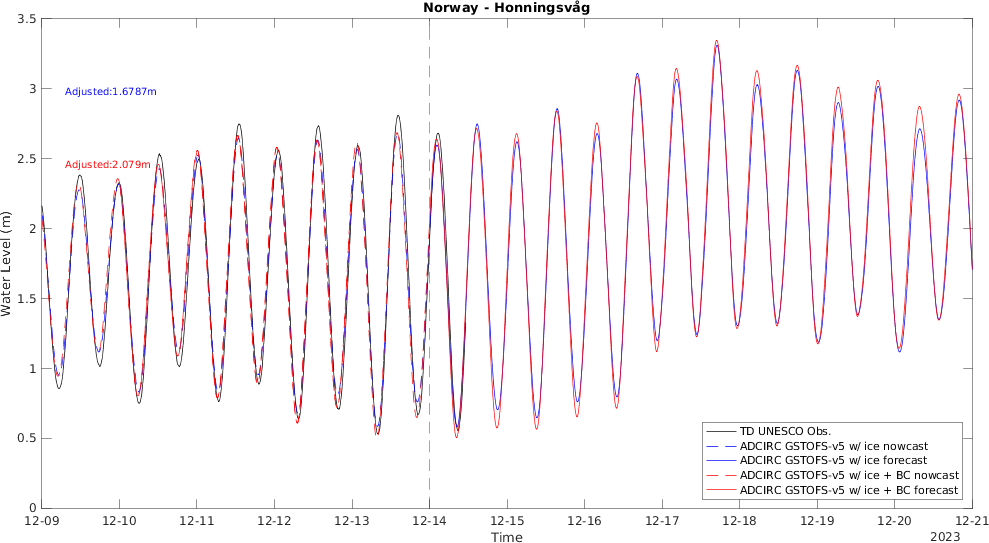 Norway - Honningsvåg
3.5
3
2.5
2
1.5
1
0.5
0
Water Level (m)
Adjusted:1.6787m
Adjusted:2.079m
TD UNESCO Obs.
ADCIRC GSTOFS-v5 w/ ice nowcast
ADCIRC GSTOFS-v5 w/ ice forecast
ADCIRC GSTOFS-v5 w/ ice + BC nowcast
ADCIRC GSTOFS-v5 w/ ice + BC forecast
12-09 12-10 12-11 12-12 12-13 12-14 12-15 12-16 12-17 12-18 12-19 12-20 12-21
Time
2023